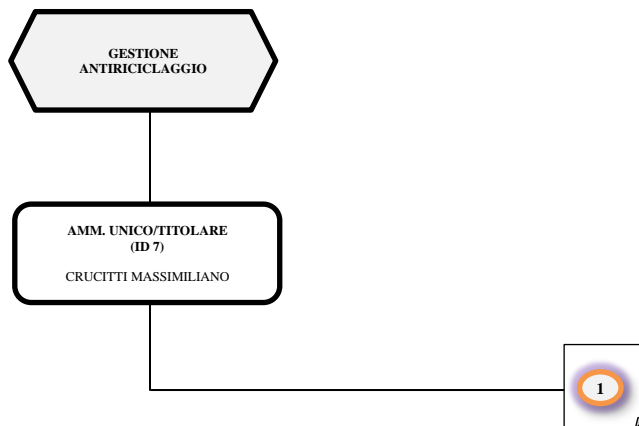 GESTIONE
ANTIRICICLAGGIO
AMM. UNICO/TITOLARE
(ID 7)
CRUCITTI MASSIMILIANO
1